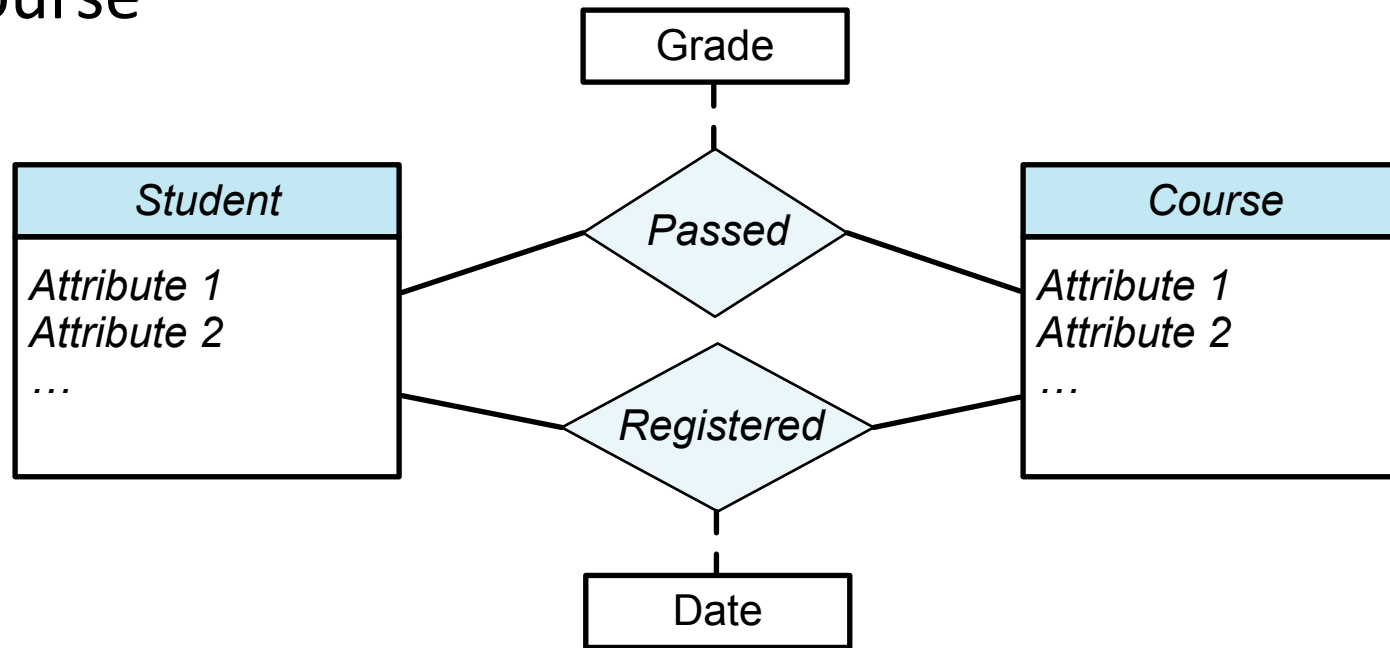 Grade
Student
Passed
Course
Attribute 1
Attribute 2
…
Attribute 1
Attribute 2
…
Registered
Date